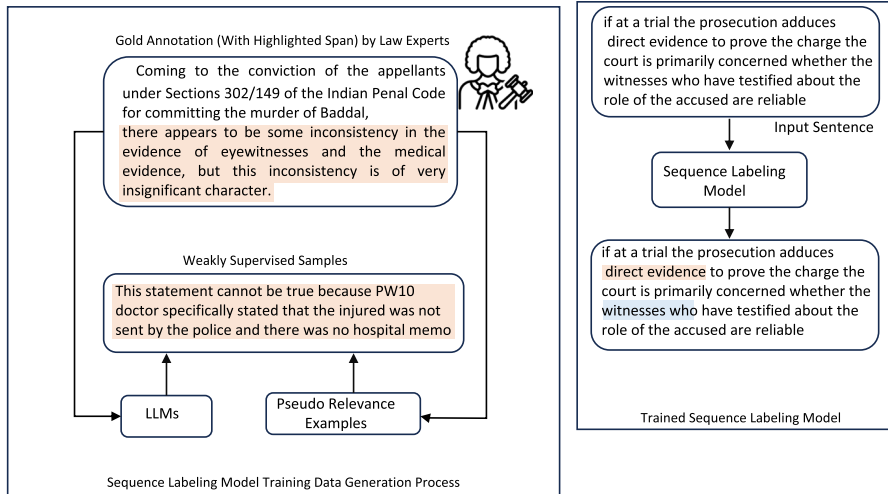 Gold Annotation (With Highlighted Span) by Law Experts
Coming to the conviction of the appellants
under Sections 302/149 of the Indian Penal Code
for committing the murder of Baddal,
there appears to be some inconsistency in the
evidence of eyewitnesses and the medical
evidence, but this inconsistency is of very
insignificant character.
Weakly Supervised Samples
This statement cannot be true because PW10
doctor specifically stated that the injured was not
sent by the police and there was no hospital memo
LLMs
Pseudo Relevance
Examples
Sequence Labeling Model Training Data Generation Process
if at a trial the prosecution adduces
direct evidence to prove the charge the
court is primarily concerned whether the
witnesses who have testified about the
role of the accused are reliable
Input Sentence
Sequence Labeling
Model
if at a trial the prosecution adduces
direct evidence to prove the charge the
court is primarily concerned whether the
witnesses who have testified about the
role of the accused are reliable
Trained Sequence Labeling Model